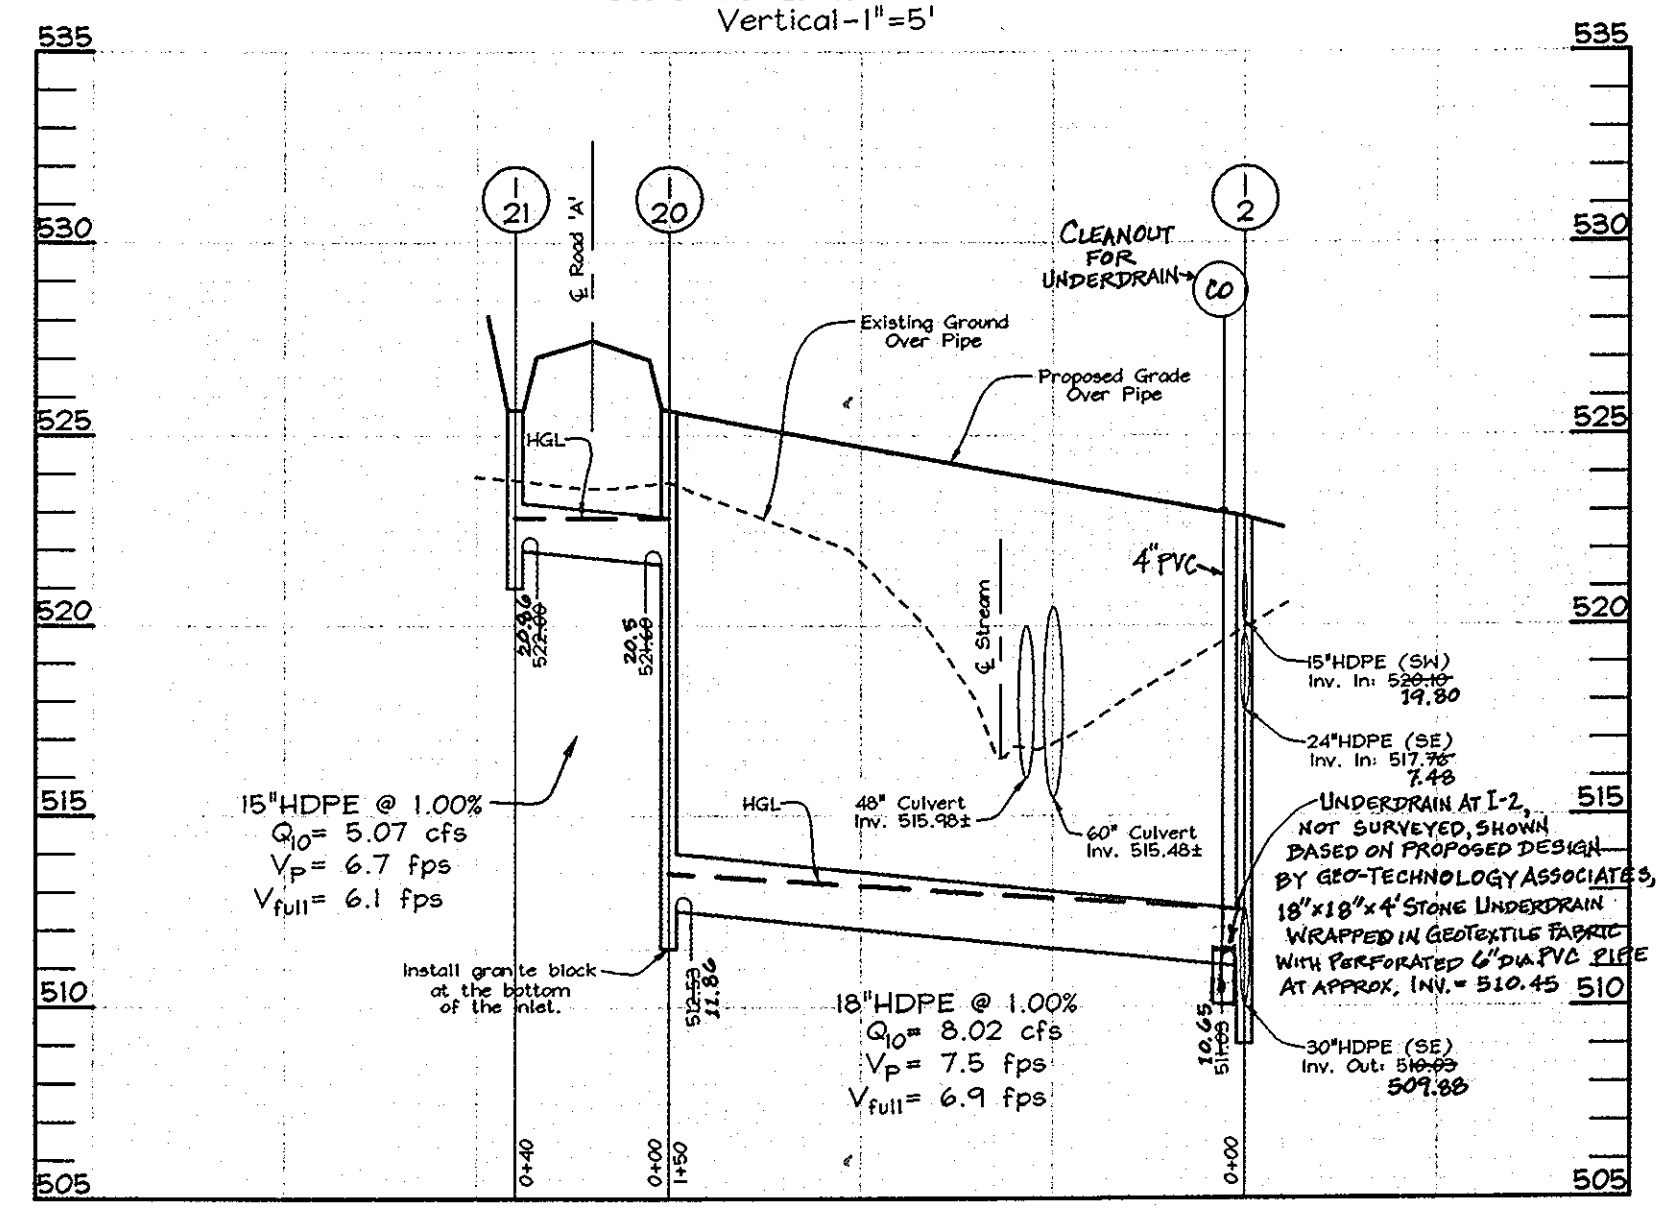 Vertical-1"=5'
535
535
I
21
I
20
I
2
℄ Road 'A'
530
530
CLEANOUT
FOR
UNDERDRAIN
CO
Existing Ground
Over Pipe
Proposed Grade
Over Pipe
525
525
HGL
4"PVC
520
520
20.86
522.00
20.5
521.60
℄ Stream
15"HDPE (SW)
Inv. In: 520.10
19.80
24"HDPE (SE)
Inv. In: 517.76
7.48
515
515
15"HDPE @ 1.00%
Q10= 5.07 cfs
Vp= 6.7 fps
Vfull= 6.1 fps
HGL
48" Culvert
Inv. 515.98±
60" Culvert
Inv. 515.48±
UNDERDRAIN AT I-2,
NOT SURVEYED, SHOWN
BASED ON PROPOSED DESIGN
BY GEO-TECHNOLOGY ASSOCIATES,
18"x18"x4' STONE UNDERDRAIN
WRAPPED IN GEOTEXTILE FABRIC
WITH PERFORATED 6" DIA. PVC PIPE
AT APPROX. INV. = 510.45
510
510
Install granite block
at the bottom
of the inlet.
512.53
11.86
18"HDPE @ 1.00%
Q10= 8.02 cfs
Vp= 7.5 fps
Vfull= 6.9 fps
10.65
511.03
30"HDPE (SE)
Inv. Out: 510.03
509.88
0+40
0+00
1+50
0+00
505
505